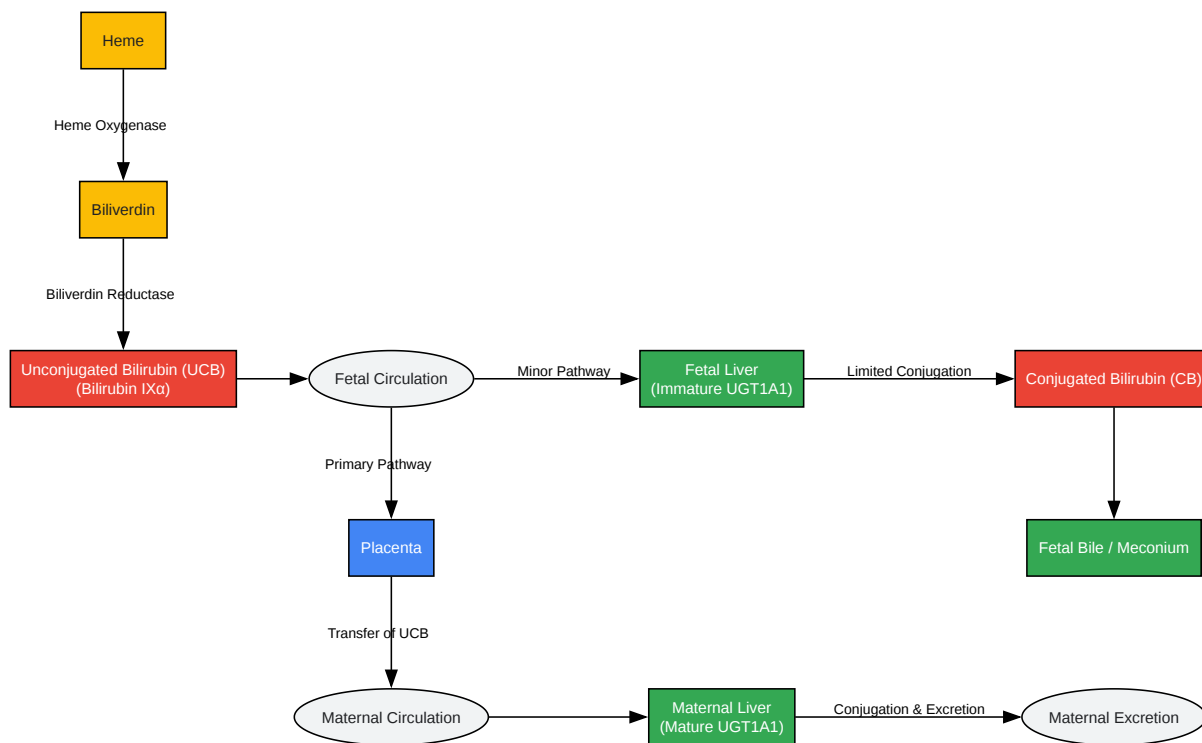 Heme
Heme Oxygenase
Biliverdin
Biliverdin Reductase
Unconjugated Bilirubin (UCB)
(Bilirubin IXα)
Fetal Circulation
Minor Pathway
Fetal Liver
(Immature UGT1A1)
Limited Conjugation
Conjugated Bilirubin (CB)
Primary Pathway
Placenta
Fetal Bile / Meconium
Transfer of UCB
Maternal Circulation
Maternal Liver
(Mature UGT1A1)
Conjugation & Excretion
Maternal Excretion